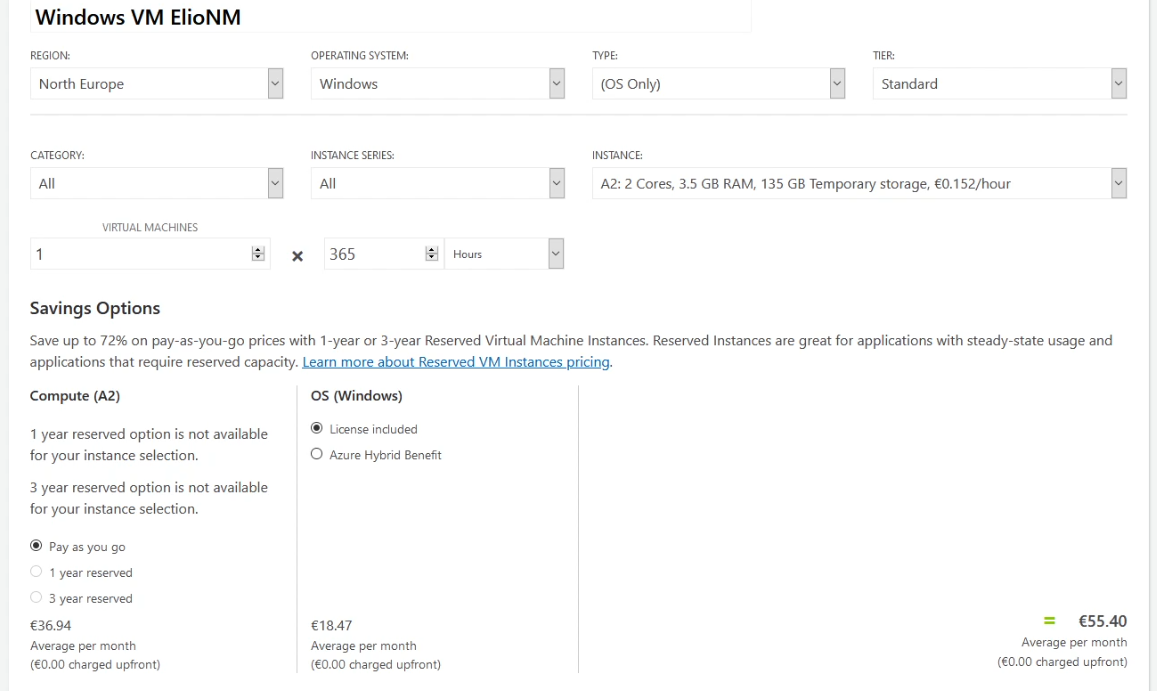 Windows VM ElioNM
REGION:
OPERATING SYSTEM:
TYPE:
TIER:
North Europe
Windows
(OS Only)
Standard
CATEGORY:
INSTANCE SERIES:
INSTANCE:
All
All
A2: 2 Cores, 3.5 GB RAM, 135 GB Temporary storage, €0.152/hour
VIRTUAL MACHINES
1
×
365
Hours
Savings Options
Save up to 72% on pay-as-you-go prices with 1-year or 3-year Reserved Virtual Machine Instances. Reserved Instances are great for applications with steady-state usage and
applications that require reserved capacity. Learn more about Reserved VM Instances pricing.
Compute (A2)
1 year reserved option is not available
for your instance selection.
3 year reserved option is not available
for your instance selection.
Pay as you go
1 year reserved
3 year reserved
€36.94
Average per month
(€0.00 charged upfront)
OS (Windows)
License included
Azure Hybrid Benefit
€18.47
Average per month
(€0.00 charged upfront)
= €55.40
Average per month
(€0.00 charged upfront)